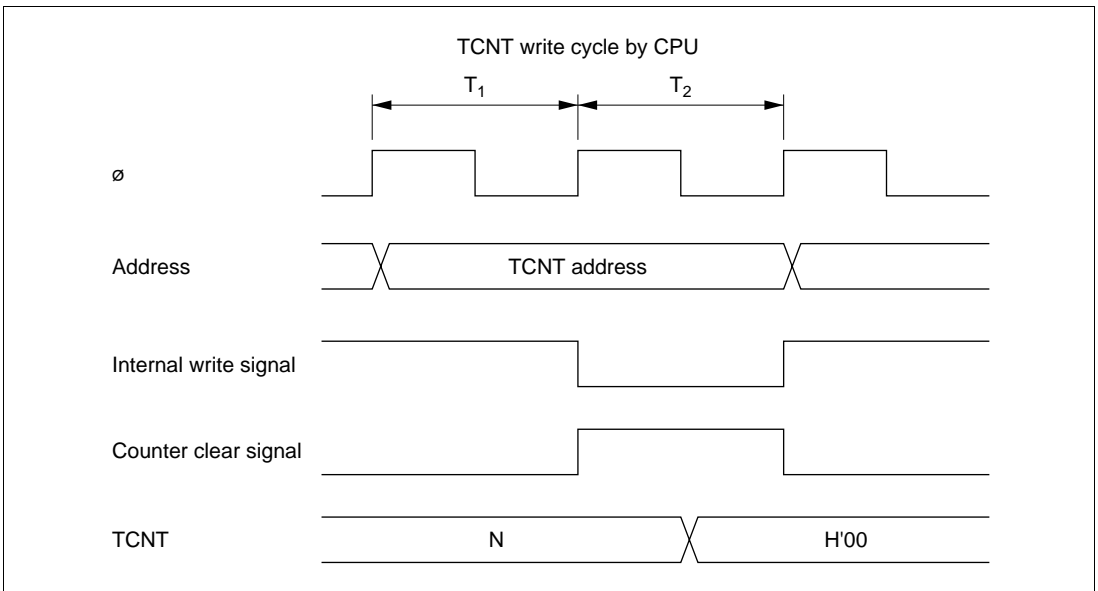 TCNT write cycle by CPU
T₁ T₂
ø
Address TCNT address
Internal write signal
Counter clear signal
TCNT N H'00